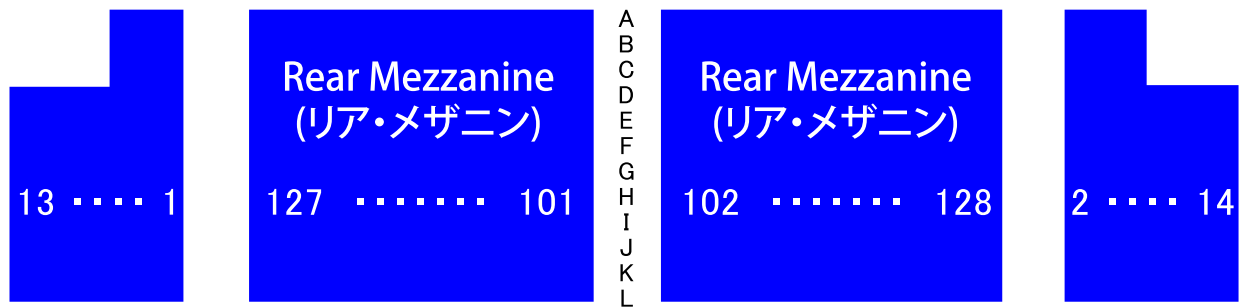 Rear Mezzanine
(リア・メザニン)
Rear Mezzanine
(リア・メザニン)
13 ···· 1
127 ······· 101
102 ······· 128
2 ···· 14
A
B
C
D
E
F
G
H
I
J
K
L